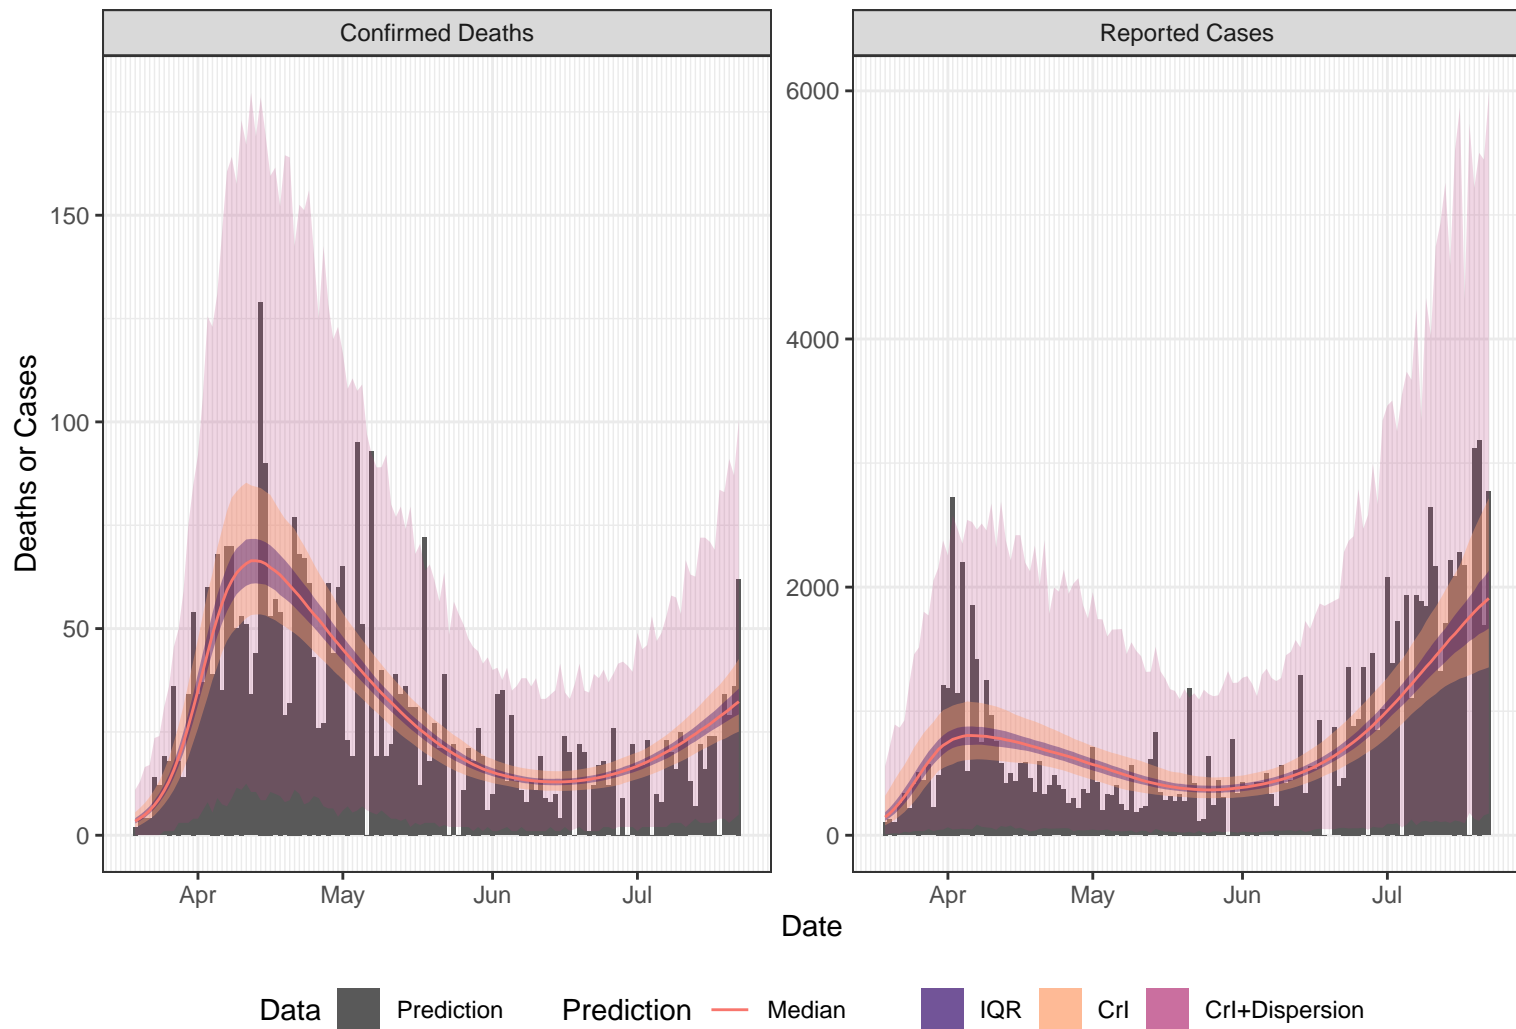 Confirmed Deaths
Reported Cases
Deaths or Cases
150
100
50
0
6000
4000
2000
0
Apr May Jun Jul
Apr May Jun Jul
Date
Data Prediction Prediction Median IQR CrI CrI+Dispersion